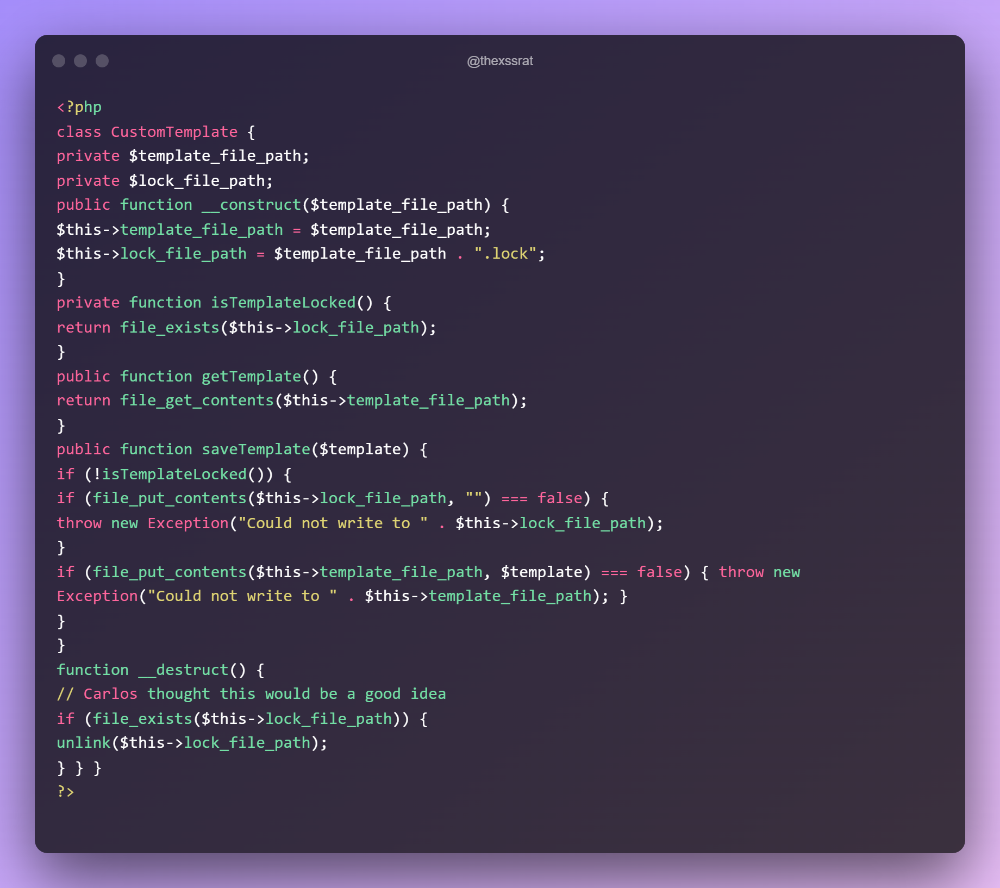 @thexssrat
<?php
class CustomTemplate {
private $template_file_path;
private $lock_file_path;
public function __construct($template_file_path) {
$this->template_file_path = $template_file_path;
$this->lock_file_path = $template_file_path . ".lock";
}
private function isTemplateLocked() {
return file_exists($this->lock_file_path);
}
public function getTemplate() {
return file_get_contents($this->template_file_path);
}
public function saveTemplate($template) {
if (!isTemplateLocked()) {
if (file_put_contents($this->lock_file_path, "") === false) {
throw new Exception("Could not write to " . $this->lock_file_path);
}
if (file_put_contents($this->template_file_path, $template) === false) { throw new
Exception("Could not write to " . $this->template_file_path); }
}
}
function __destruct() {
// Carlos thought this would be a good idea
if (file_exists($this->lock_file_path)) {
unlink($this->lock_file_path);
} } }
?>